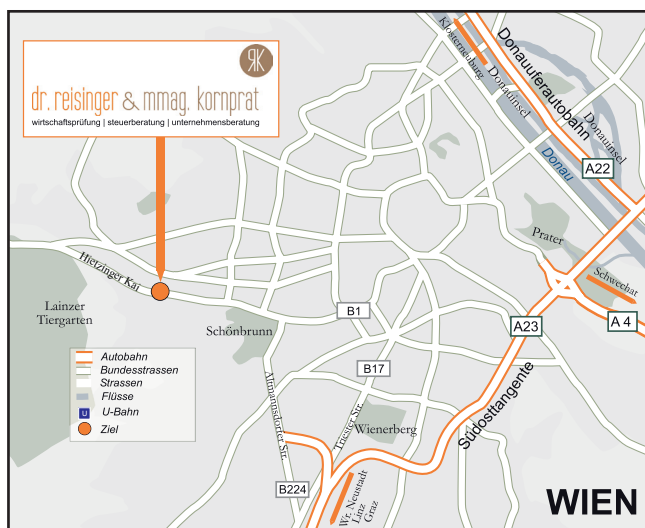 RK
dr. reisinger & mmag. kornprat
wirtschaftsprüfung | steuerberatung | unternehmensberatung
Klosterneuburg
Donauinsel
Donauuferautobahn
Donauinsel
Donau
A22
Prater
Schwechat
A 4
Hietzinger Kai
Lainzer
Tiergarten
Schönbrunn
B1
A23
B17
Südosttangente
Altmannsdorfer Str.
Triester Str.
Wienerberg
B224
Wr. Neustadt
Linz
Graz
Autobahn
Bundesstrassen
Strassen
Flüsse
U
U-Bahn
Ziel
WIEN